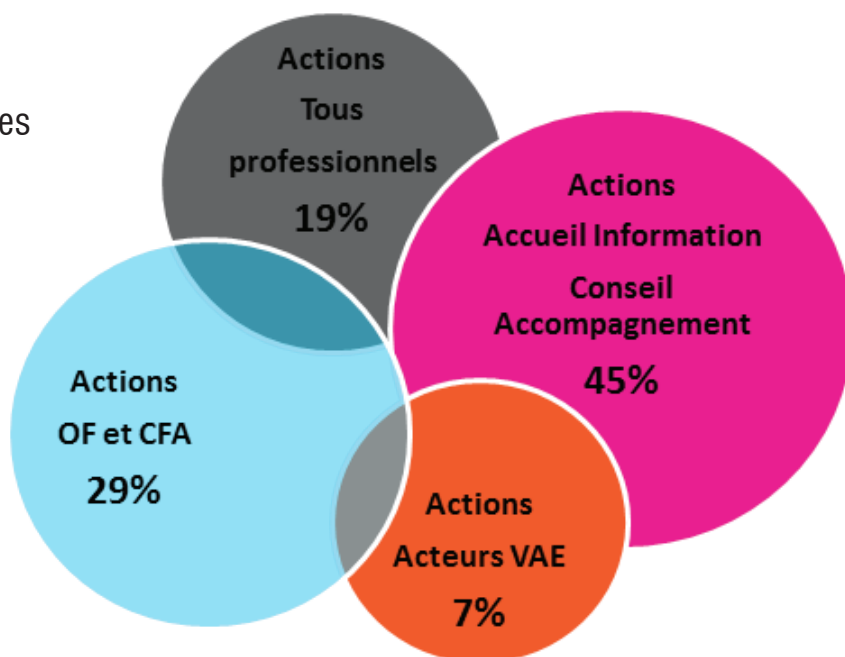 es
Actions
Tous
professionnels
19%
Actions
Accueil Information
Conseil
Accompagnement
45%
Actions
OF et CFA
29%
Actions
Acteurs VAE
7%